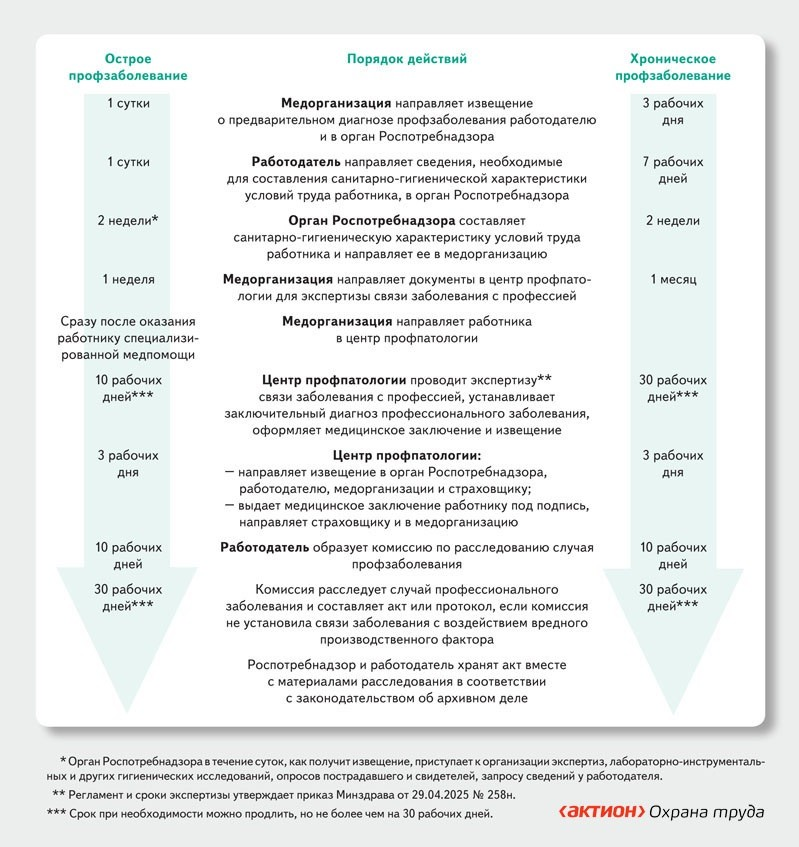 Острое
профзаболевание
Порядок действий
Хроническое
профзаболевание
1 сутки
Медорганизация направляет извещение
о предварительном диагнозе профзаболевания работодателю
и в орган Роспотребнадзора
3 рабочих
дня
1 сутки
Работодатель направляет сведения, необходимые
для составления санитарно-гигиенической характеристики
условий труда работника, в орган Роспотребнадзора
7 рабочих
дней
2 недели*
Орган Роспотребнадзора составляет
санитарно-гигиеническую характеристику условий труда
работника и направляет ее в медорганизацию
2 недели
1 неделя
Медорганизация направляет документы в центр профпато-
логии для экспертизы связи заболевания с профессией
1 месяц
Сразу после оказания
работнику специализи-
рованной медпомощи
Медорганизация направляет работника
в центр профпатологии
10 рабочих
дней***
Центр профпатологии проводит экспертизу**
связи заболевания с профессией, устанавливает
заключительный диагноз профессионального заболевания,
оформляет медицинское заключение и извещение
30 рабочих
дней***
3 рабочих
дня
Центр профпатологии:
— направляет извещение в орган Роспотребнадзора,
работодателю, медорганизации и страховщику;
— выдает медицинское заключение работнику под подпись,
направляет страховщику и в медорганизацию
3 рабочих
дня
10 рабочих
дней
Работодатель образует комиссию по расследованию случая
профзаболевания
10 рабочих
дней
30 рабочих
дней***
Комиссия расследует случай профессионального
заболевания и составляет акт или протокол, если комиссия
не установила связи заболевания с воздействием вредного
производственного фактора
30 рабочих
дней***
Роспотребнадзор и работодатель хранят акт вместе
с материалами расследования в соответствии
с законодательством об архивном деле
* Орган Роспотребнадзора в течение суток, как получит извещение, приступает к организации экспертиз, лабораторно-инструменталь-
ных и других гигиенических исследований, опросов пострадавшего и свидетелей, запросу сведений у работодателя.
** Регламент и сроки экспертизы утверждает приказ Минздрава от 29.04.2025 № 258н.
*** Срок при необходимости можно продлить, но не более чем на 30 рабочих дней.
‹актион› Охрана труда